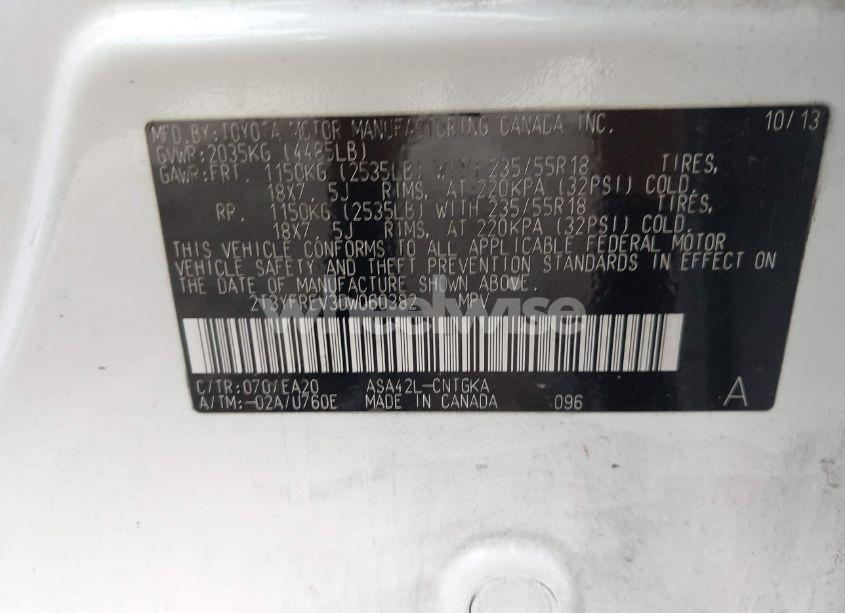 MFD.BY:TOYOTA MOTOR MANUFACTURING CANADA INC. 10/13
GVWR:2035KG (4485LB)
GAWR:FRT. 1150KG (2535LB) WITH 235/55R18 TIRES,
18X7.5J RIMS, AT 220KPA (32PSI) COLD.
RR. 1150KG (2535LB) WITH 235/55R18 TIRES,
18X7.5J RIMS, AT 220KPA (32PSI) COLD.
THIS VEHICLE CONFORMS TO ALL APPLICABLE FEDERAL MOTOR
VEHICLE SAFETY AND THEFT PREVENTION STANDARDS IN EFFECT ON
THE DATE OF MANUFACTURE SHOWN ABOVE.
2T3YFREV3DW060382 MPV
wheelwise
C/TR:070/EA20 ASA42L-CNTGKA
A/TM:-02A/U760E MADE IN CANADA 096 A